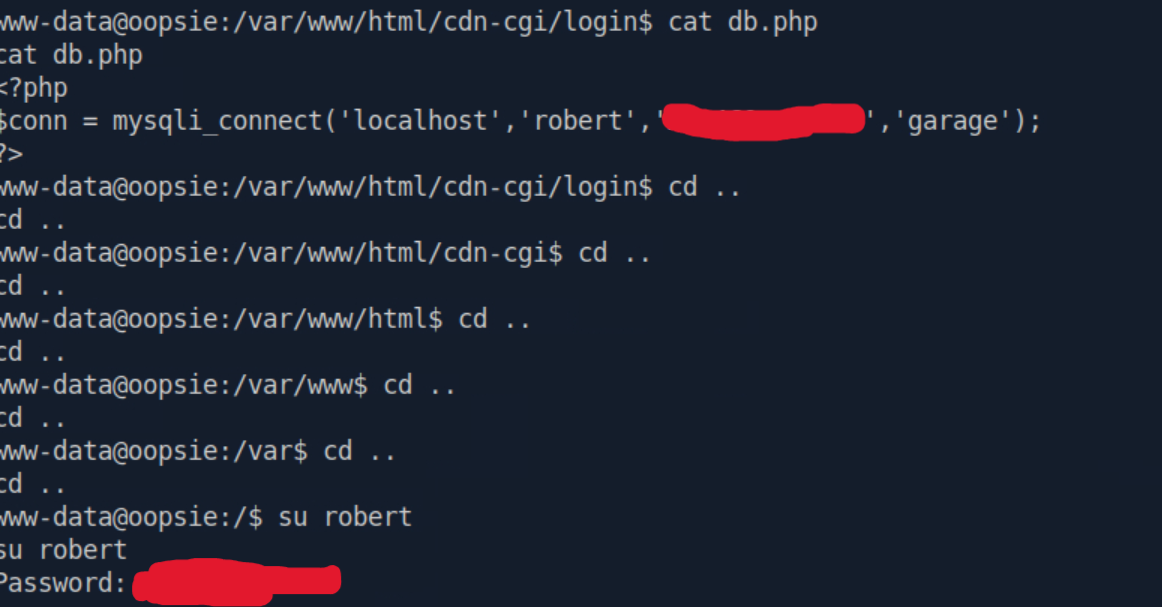 www-data@oopsie:/var/www/html/cdn-cgi/login$ cat db.php
cat db.php
<?php
$conn = mysqli_connect('localhost','robert','','garage');
?>
www-data@oopsie:/var/www/html/cdn-cgi/login$ cd ..
cd ..
www-data@oopsie:/var/www/html/cdn-cgi$ cd ..
cd ..
www-data@oopsie:/var/www/html$ cd ..
cd ..
www-data@oopsie:/var/www$ cd ..
cd ..
www-data@oopsie:/var$ cd ..
cd ..
www-data@oopsie:/$ su robert
su robert
Password: